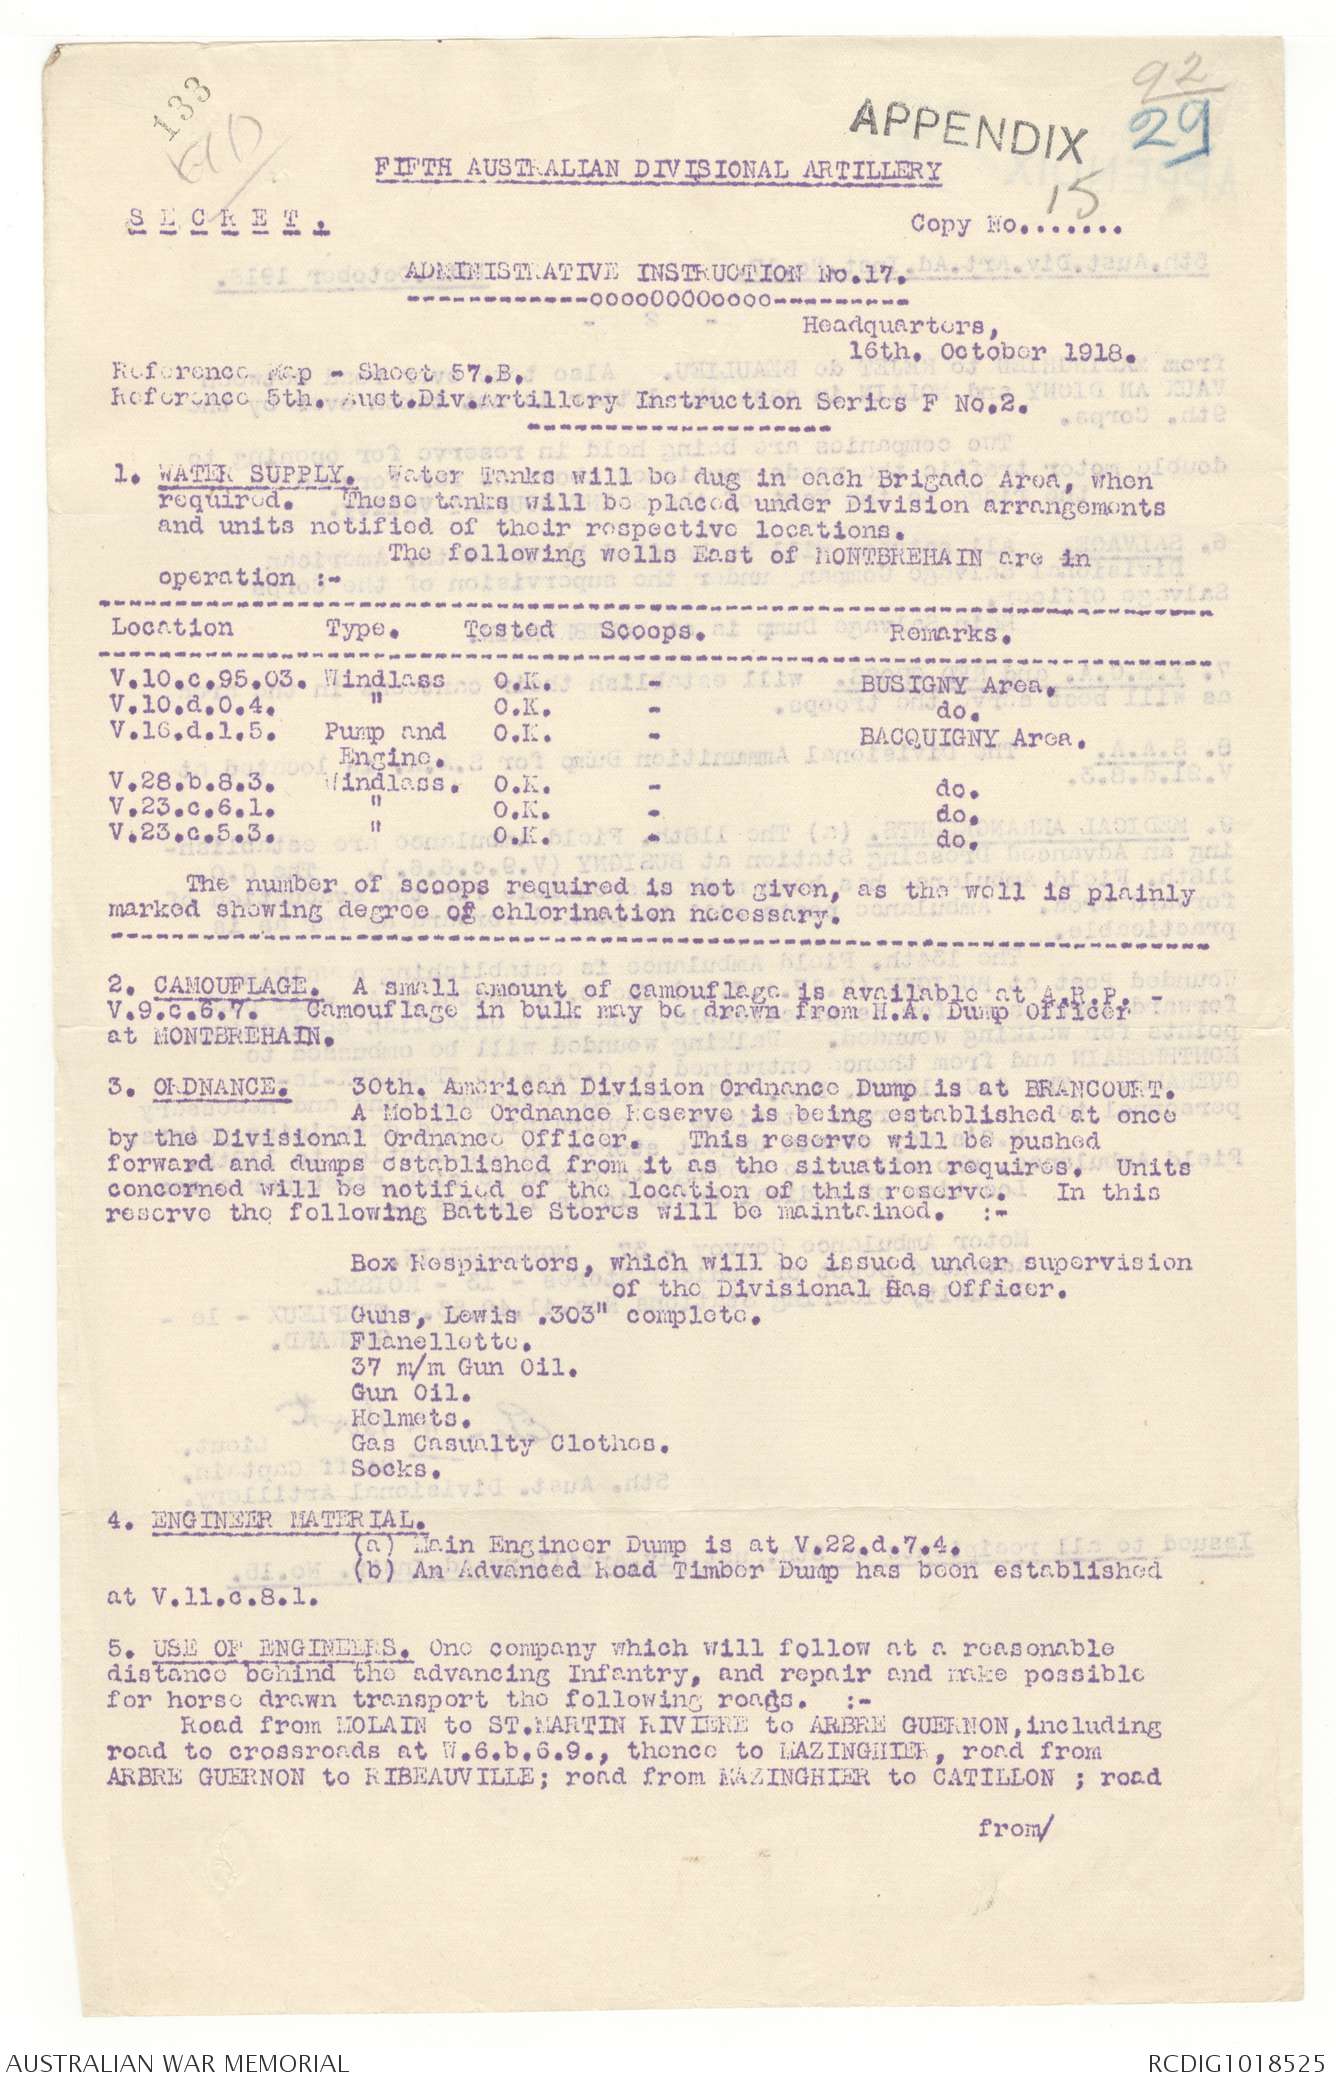 133
92
29
APPENDIX
FIFTH AUSTRALIAN DIVISIONAL ARTILLERY
S E C R E T .
Copy No.......
15
ADMINISTRATIVE INSTRUCTION No.17.
------------oooo0000oooo---------
Headquarters,
16th. October 1918.
Reference Map - Sheet 57.B.
Reference 5th. Aust.Div.Artillery Instruction Series F No.2.
1. WATER SUPPLY. Water Tanks will be dug in each Brigade Area, when
required. These tanks will be placed under Division arrangements
and units notified of their respective locations.
The following wells East of MONTBREHAIN are in
operation :-
Location Type. Tested Scoops. Remarks.
V.10.c.95.03. Windlass O.K. - BUSIGNY Area.
V.10.d.0.4. " O.K. - do.
V.16.d.1.5. Pump and O.K. - BACQUIGNY Area.
Engine.
V.28.b.8.3. Windlass. O.K. - do.
V.23.c.6.1. " O.K. - do.
V.23.c.5.3. " O.K. - do.
The number of scoops required is not given, as the well is plainly
marked showing degree of chlorination necessary.
2. CAMOUFLAGE. A small amount of camouflage is available at A.R.P. -
V.9.c.6.7. Camouflage in bulk may be drawn from H.A. Dump Officer
at MONTBREHAIN.
3. ORDNANCE. 30th. American Division Ordnance Dump is at BRANCOURT.
A Mobile Ordnance Reserve is being established at once
by the Divisional Ordnance Officer. This reserve will be pushed
forward and dumps established from it as the situation requires. Units
concerned will be notified of the location of this reserve. In this
reserve the following Battle Stores will be maintained. :-
Box Respirators, which will be issued under supervision
of the Divisional Gas Officer.
Guns, Lewis .303" complete.
Flanellette.
37 m/m Gun Oil.
Gun Oil.
Helmets.
Gas Casualty Clothes.
Socks.
4. ENGINEER MATERIAL.
(a) Main Engineer Dump is at V.22.d.7.4.
(b) An Advanced Road Timber Dump has been established
at V.11.c.8.1.
5. USE OF ENGINEERS. One company which will follow at a reasonable
distance behind the advancing Infantry, and repair and make possible
for horse drawn transport the following roads. :-
Road from MOLAIN to ST.MARTIN RIVIERE to ARBRE GUERNON,including
road to crossroads at W.6.b.6.9., thence to MAZINGHIER, road from
ARBRE GUERNON to RIBEAUVILLE; road from MAZINGHIER to CATILLON ; road
from/
AUSTRALIAN WAR MEMORIAL
RCDIG1018525